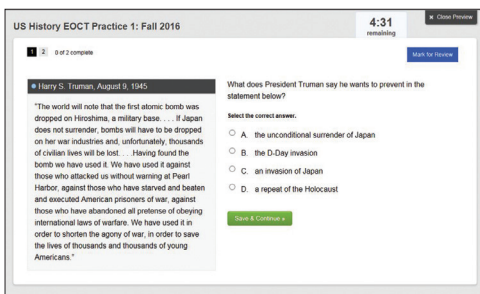 US History EOCT Practice 1: Fall 2016
4:31
remaining
× Close Preview
1 2 0 of 2 complete
Mark for Review
Harry S. Truman, August 9, 1945
"The world will note that the first atomic bomb was
dropped on Hiroshima, a military base. . . . If Japan
does not surrender, bombs will have to be dropped
on her war industries and, unfortunately, thousands
of civilian lives will be lost. . . .Having found the
bomb we have used it. We have used it against
those who attacked us without warning at Pearl
Harbor, against those who have starved and beaten
and executed American prisoners of war, against
those who have abandoned all pretense of obeying
international laws of warfare. We have used it in
order to shorten the agony of war, in order to save
the lives of thousands and thousands of young
Americans."
What does President Truman say he wants to prevent in the
statement below?
Select the correct answer.
A. the unconditional surrender of Japan
B. the D-Day invasion
C. an invasion of Japan
D. a repeat of the Holocaust
Save & Continue »